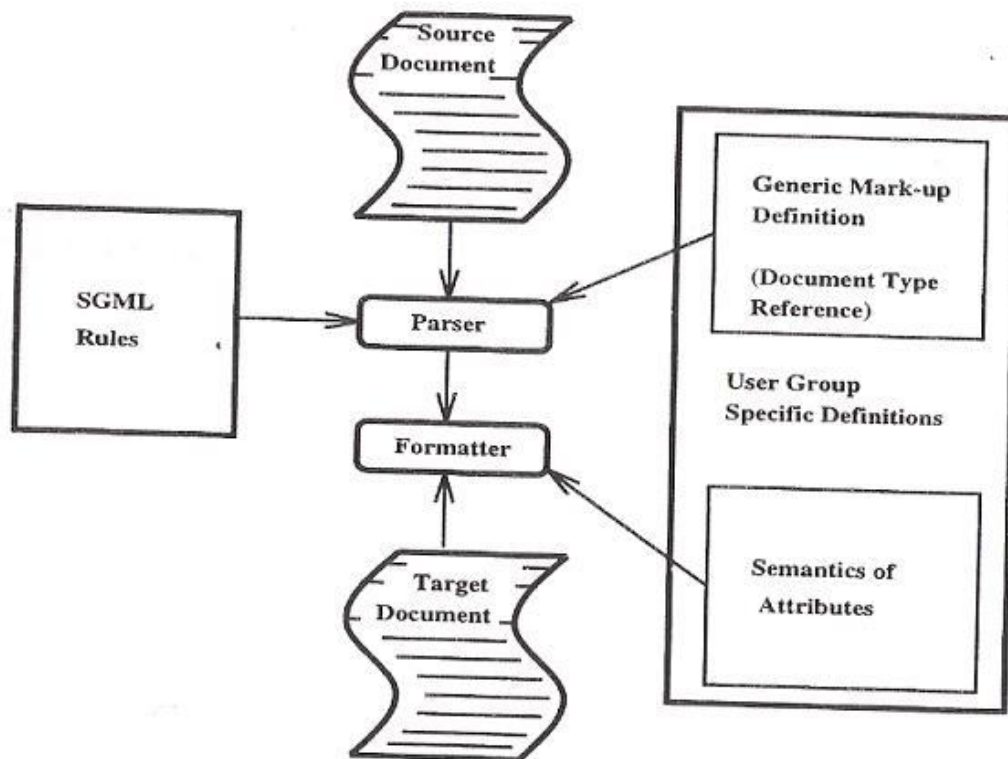 Source
Document
Generic Mark-up
Definition
(Document Type
Reference)
SGML
Rules
Parser
User Group
Specific Definitions
Formatter
Semantics of
Attributes
Target
Document